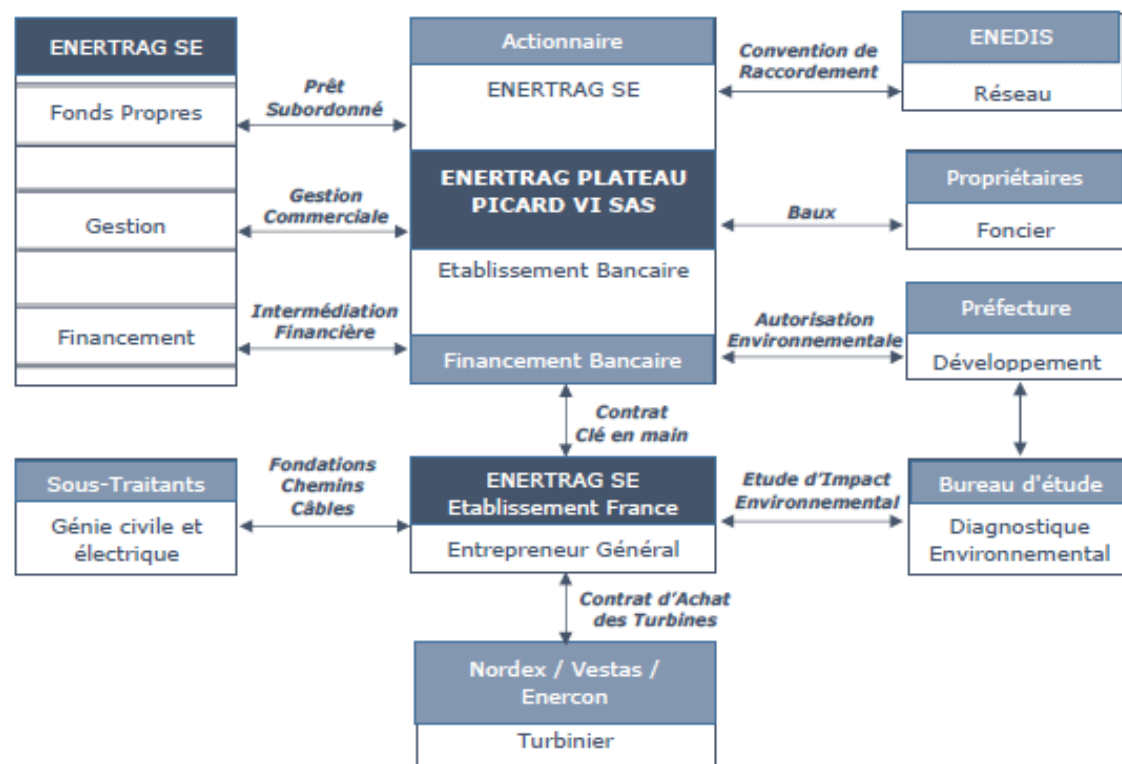 ENERTRAG SE
Fonds Propres
Gestion
Financement
Prêt
Subordonné
Gestion
Commerciale
Intermédiation
Financière
Actionnaire
ENERTRAG SE
ENERTRAG PLATEAU
PICARD VI SAS
Etablissement Bancaire
Financement Bancaire
Convention de
Raccordement
Baux
Autorisation
Environnementale
ENEDIS
Réseau
Propriétaires
Foncier
Préfecture
Développement
Contrat
Clé en main
Sous-Traitants
Génie civile et
électrique
Fondations
Chemins
Câbles
ENERTRAG SE
Etablissement France
Entrepreneur Général
Etude d'Impact
Environnemental
Bureau d'étude
Diagnostique
Environnemental
Contrat d'Achat
des Turbines
Nordex / Vestas /
Enercon
Turbinier